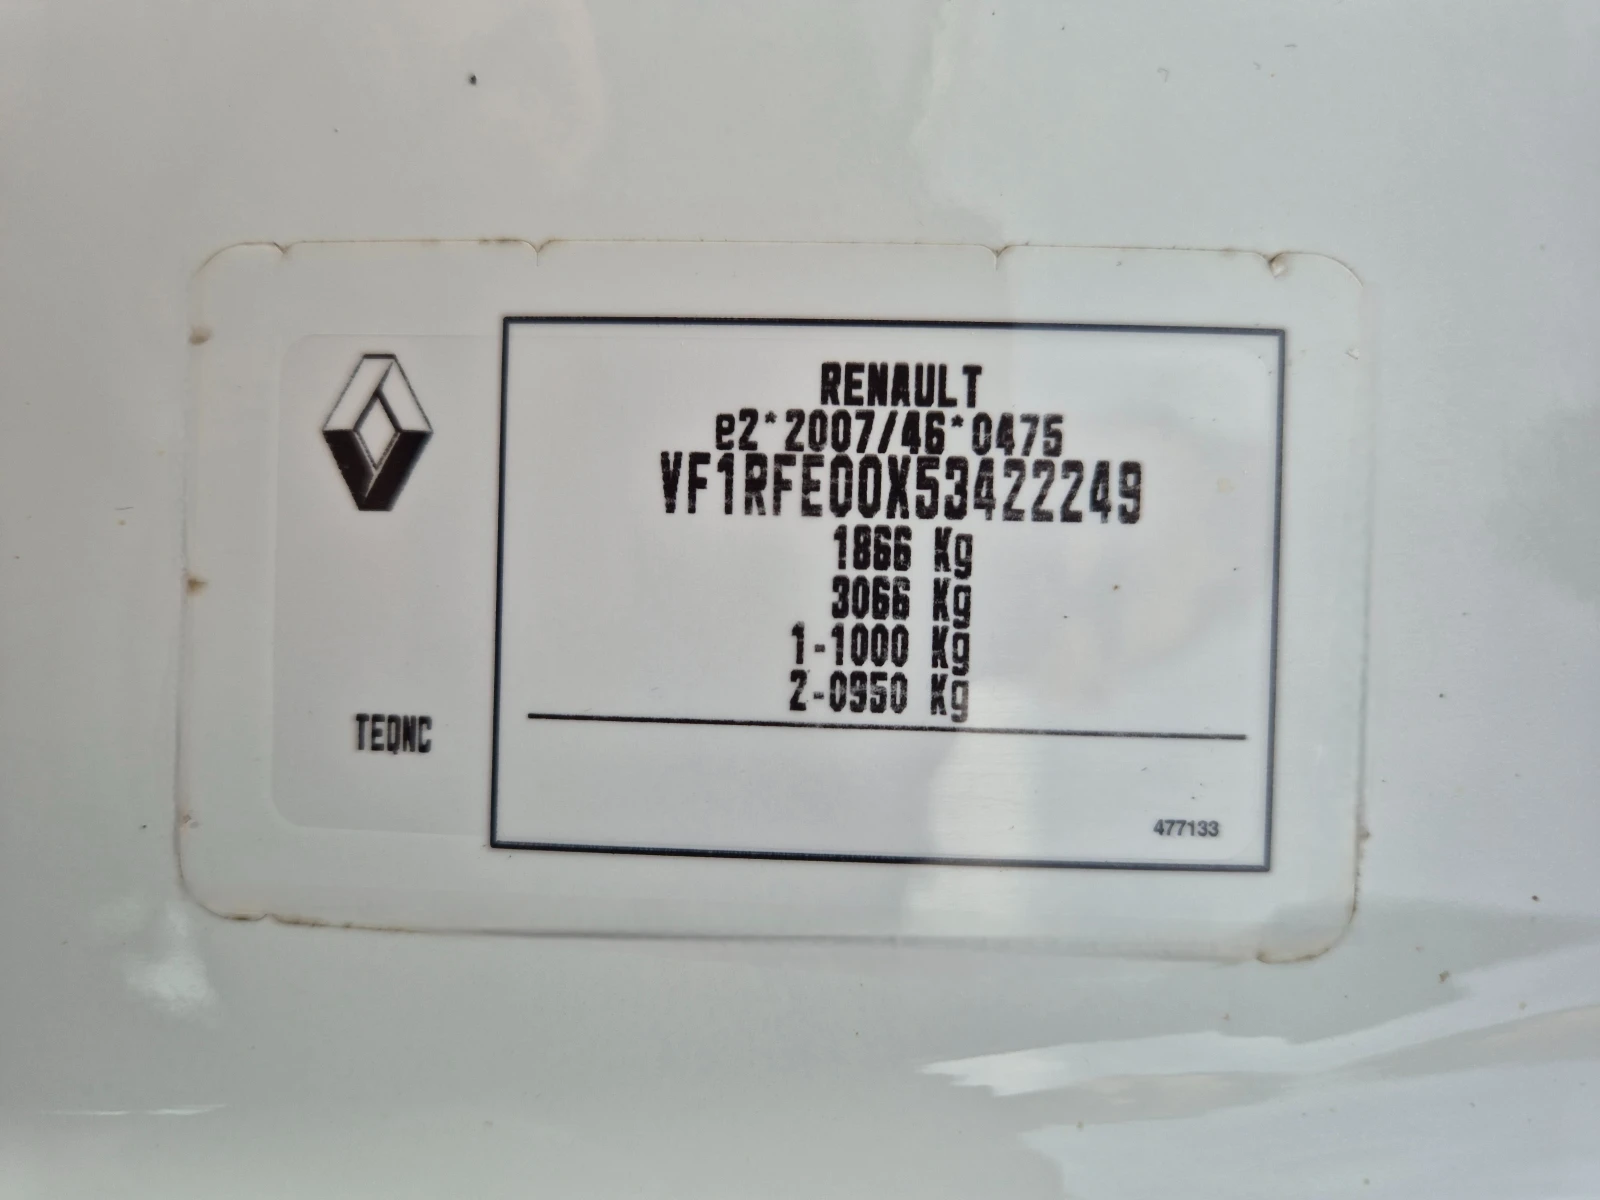 RENAULT
e2*2007/46*0475
VF1RFE00X53422249
1866 Kg
3066 Kg
1-1000 Kg
2-0950 Kg
TEQNC
477133